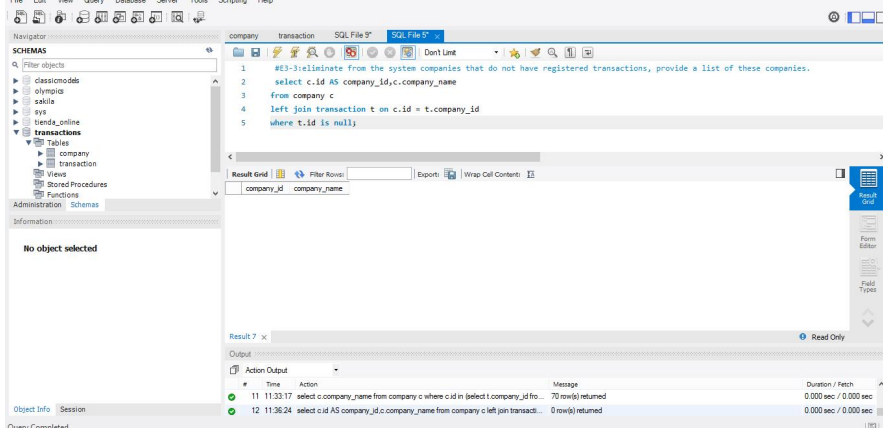 File Edit View Query Database Server Tools Scripting Help
Navigator
SCHEMAS
Filter objects
classicmodels
olympics
sakila
sys
tienda_online
transactions
Tables
company
transaction
Views
Stored Procedures
Functions
Administration Schemas
Information
No object selected
Object Info Session
Query Completed
company transaction SQL File 9* SQL File 5*
Don't Limit
1 #E3-3:eliminate from the system companies that do not have registered transactions, provide a list of these companies.
2 select c.id AS company_id,c.company_name
3 from company c
4 left join transaction t on c.id = t.company_id
5 where t.id is null;
Result Grid Filter Rows: Export: Wrap Cell Content:
company_id company_name
Result Grid
Form Editor
Field Types
Result 7 Read Only
Output
Action Output
# Time Action Message Duration / Fetch
11 11:33:17 select c.company_name from company c where c.id in (select t.company_id fro... 70 row(s) returned 0.000 sec / 0.000 sec
12 11:36:24 select c.id AS company_id,c.company_name from company c left join transacti... 0 row(s) returned 0.000 sec / 0.000 sec